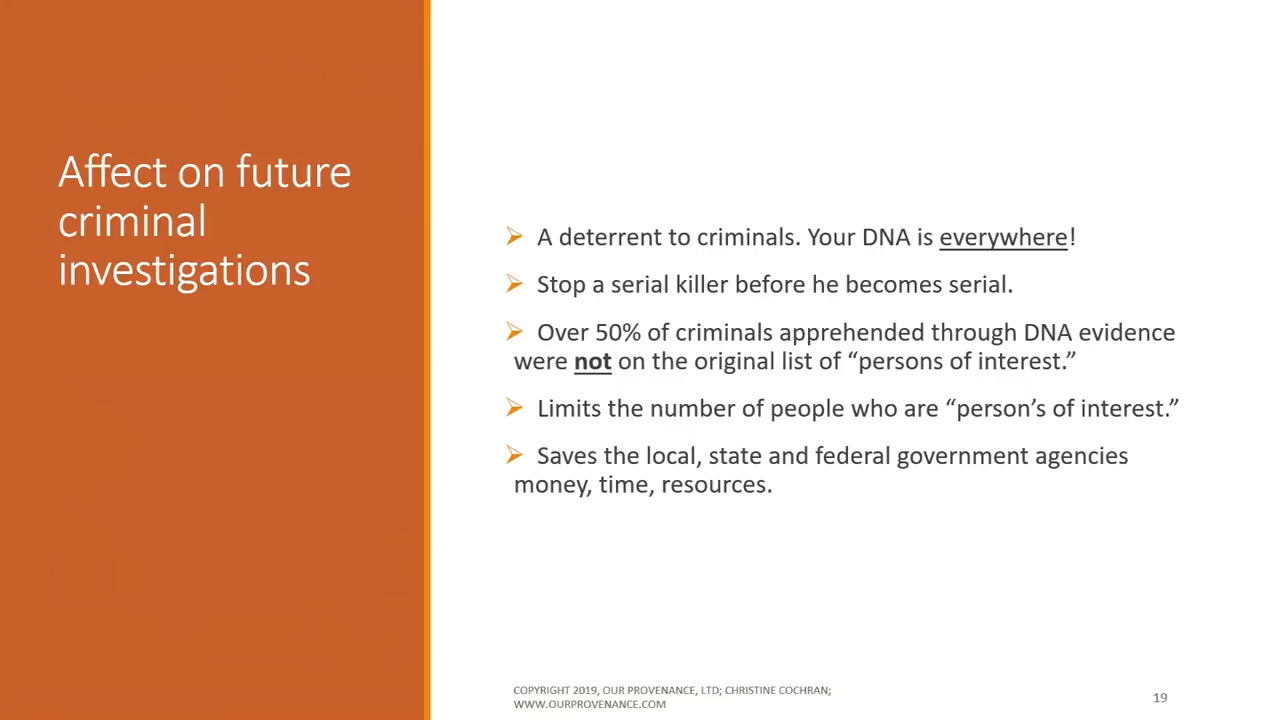 Affect on future
criminal
investigations
A deterrent to criminals. Your DNA is everywhere!
Stop a serial killer before he becomes serial.
Over 50% of criminals apprehended through DNA evidence
were not on the original list of “persons of interest.”
Limits the number of people who are “person’s of interest.”
Saves the local, state and federal government agencies
money, time, resources.
COPYRIGHT 2019, OUR PROVENANCE, LTD; CHRISTINE COCHRAN;
WWW.OURPROVENANCE.COM
19